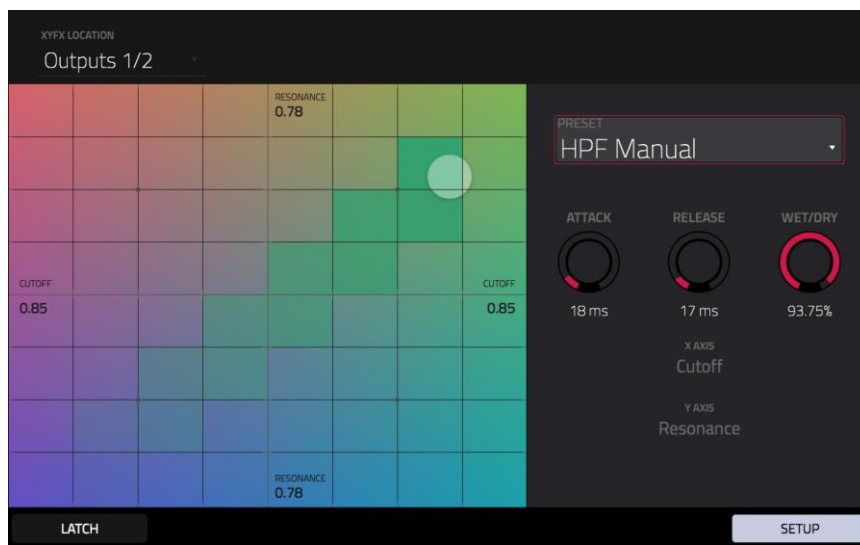 XYFX LOCATION
Outputs 1/2
RESONANCE
0.78
CUTOFF
0.85
CUTOFF
0.85
RESONANCE
0.78
PRESET
HPF Manual
ATTACK RELEASE WET/DRY
18 ms 17 ms 93.75%
X AXIS
Cutoff
Y AXIS
Resonance
LATCH
SETUP